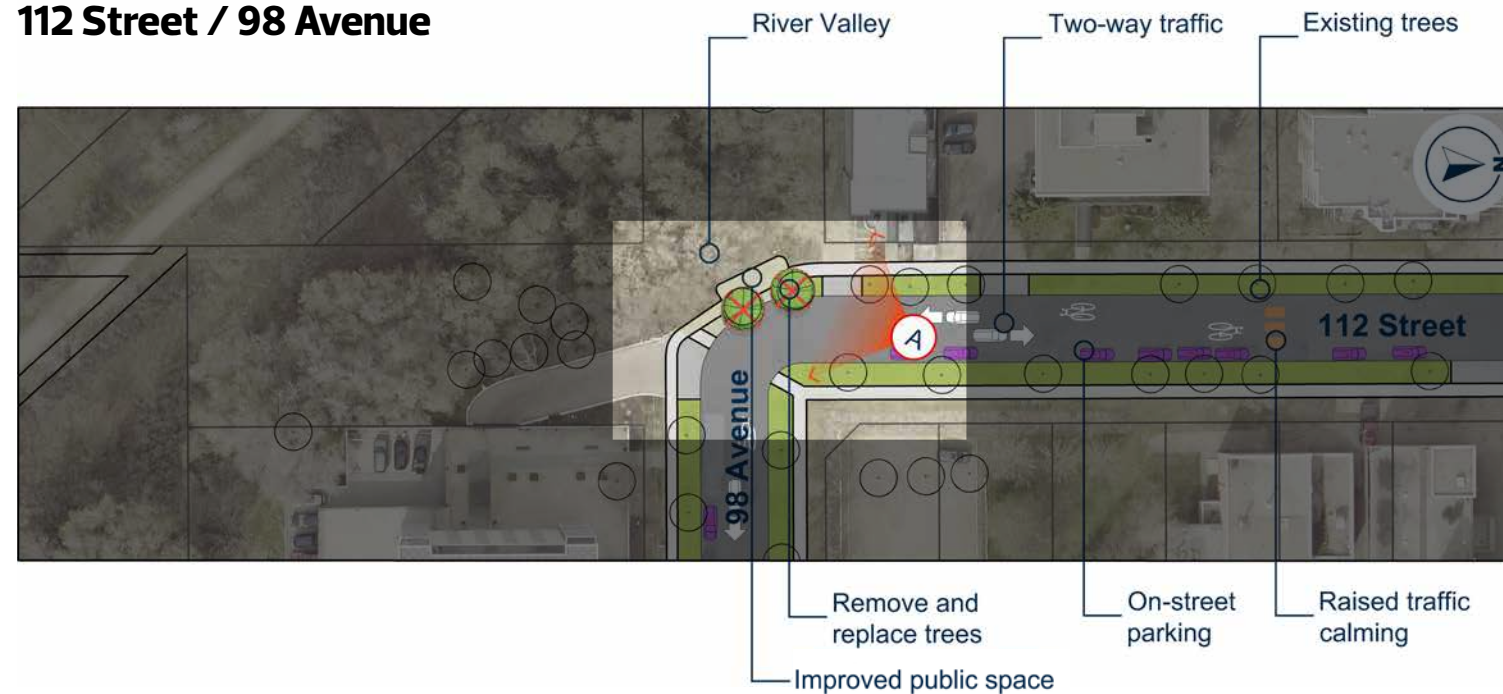 112 Street / 98 Avenue
River Valley
Two-way traffic
Existing trees
N
112 Street
A
98 Avenue
Remove and
replace trees
On-street
parking
Raised traffic
calming
Improved public space